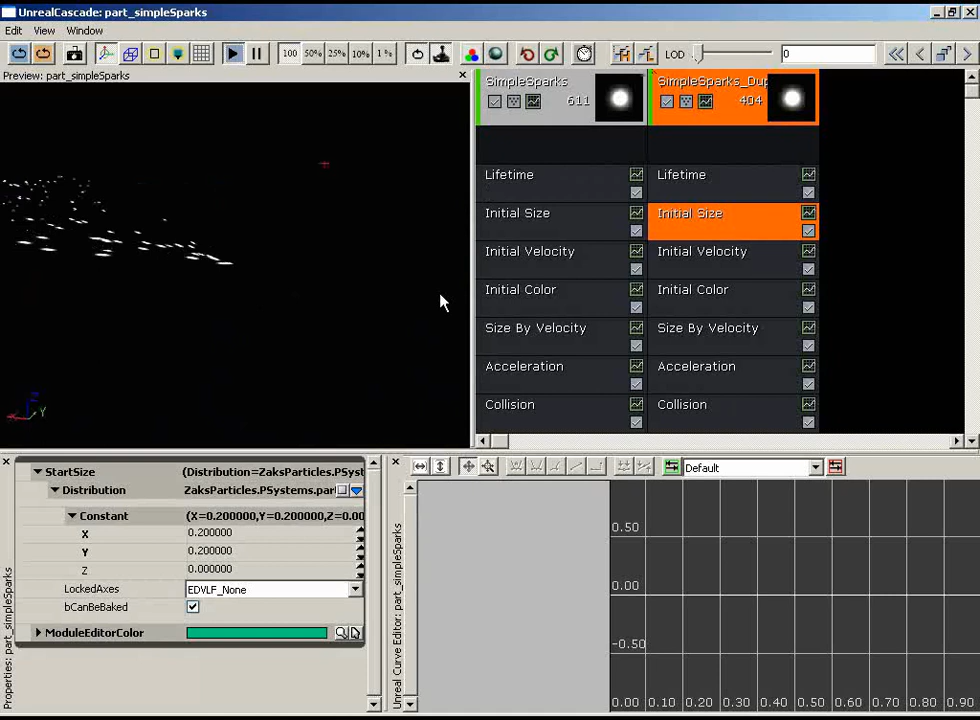 UnrealCascade: part_simpleSparks
Edit View Window
100 50% 25% 10% 1% LOD 0
Preview: part_simpleSparks
SimpleSparks
611
SimpleSparks_Dup
404
Lifetime Lifetime
Initial Size Initial Size
Initial Velocity Initial Velocity
Initial Color Initial Color
Size By Velocity Size By Velocity
Acceleration Acceleration
Collision Collision
Properties: part_simpleSparks
StartSize (Distribution=ZaksParticles.PSyst
Distribution ZaksParticles.PSystems.part
Constant (X=0.200000,Y=0.200000,Z=0.00
X 0.200000
Y 0.200000
Z 0.000000
LockedAxes EDVLF_None
bCanBeBaked
ModuleEditorColor
Unreal Curve Editor: part_simpleSparks
Default
0.50
0.00
-0.50
0.00 0.10 0.20 0.30 0.40 0.50 0.60 0.70 0.80 0.90